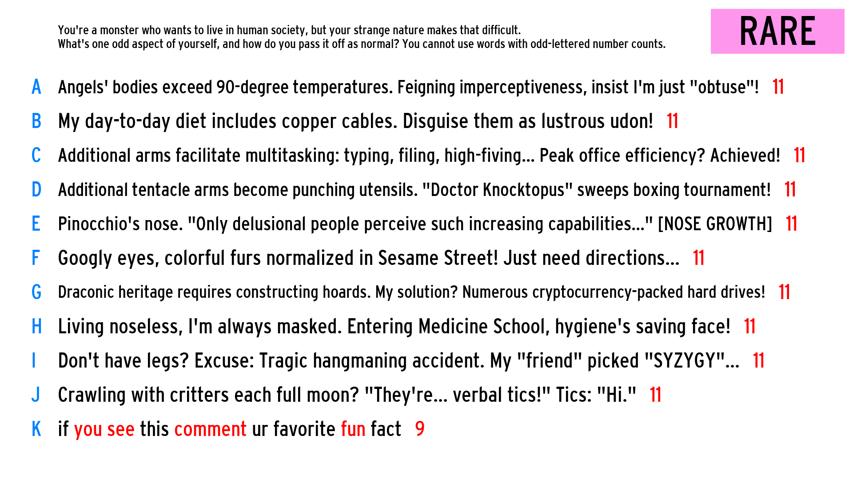 You're a monster who wants to live in human society, but your strange nature makes that difficult.
What's one odd aspect of yourself, and how do you pass it off as normal? You cannot use words with odd-lettered number counts.
RARE
A Angels' bodies exceed 90-degree temperatures. Feigning imperceptiveness, insist I'm just "obtuse"! 11
B My day-to-day diet includes copper cables. Disguise them as lustrous udon! 11
C Additional arms facilitate multitasking: typing, filing, high-fiving... Peak office efficiency? Achieved! 11
D Additional tentacle arms become punching utensils. "Doctor Knocktopus" sweeps boxing tournament! 11
E Pinocchio's nose. "Only delusional people perceive such increasing capabilities..." [NOSE GROWTH] 11
F Googly eyes, colorful furs normalized in Sesame Street! Just need directions... 11
G Draconic heritage requires constructing hoards. My solution? Numerous cryptocurrency-packed hard drives! 11
H Living noseless, I'm always masked. Entering Medicine School, hygiene's saving face! 11
I Don't have legs? Excuse: Tragic hangmaning accident. My "friend" picked "SYZYGY"... 11
J Crawling with critters each full moon? "They're... verbal tics!" Tics: "Hi." 11
K if you see this comment ur favorite fun fact 9